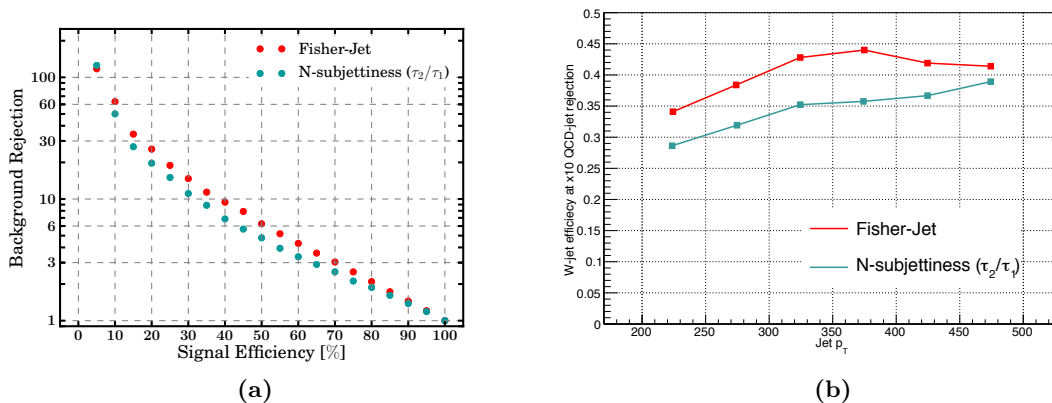 Background Rejection
100
60
30
10
6
3
1
Fisher-Jet
N-subjettiness (τ₂/τ₁)
0 10 20 30 40 50 60 70 80 90 100
Signal Efficiency [%]
(a)
W-jet efficiecy at x10 QCD-jet rejection
0.5
0.45
0.4
0.35
0.3
0.25
0.2
0.15
0.1
0.05
0
Fisher-Jet
N-subjettiness (τ₂/τ₁)
200 250 300 350 400 450 500
Jet p_T
(b)